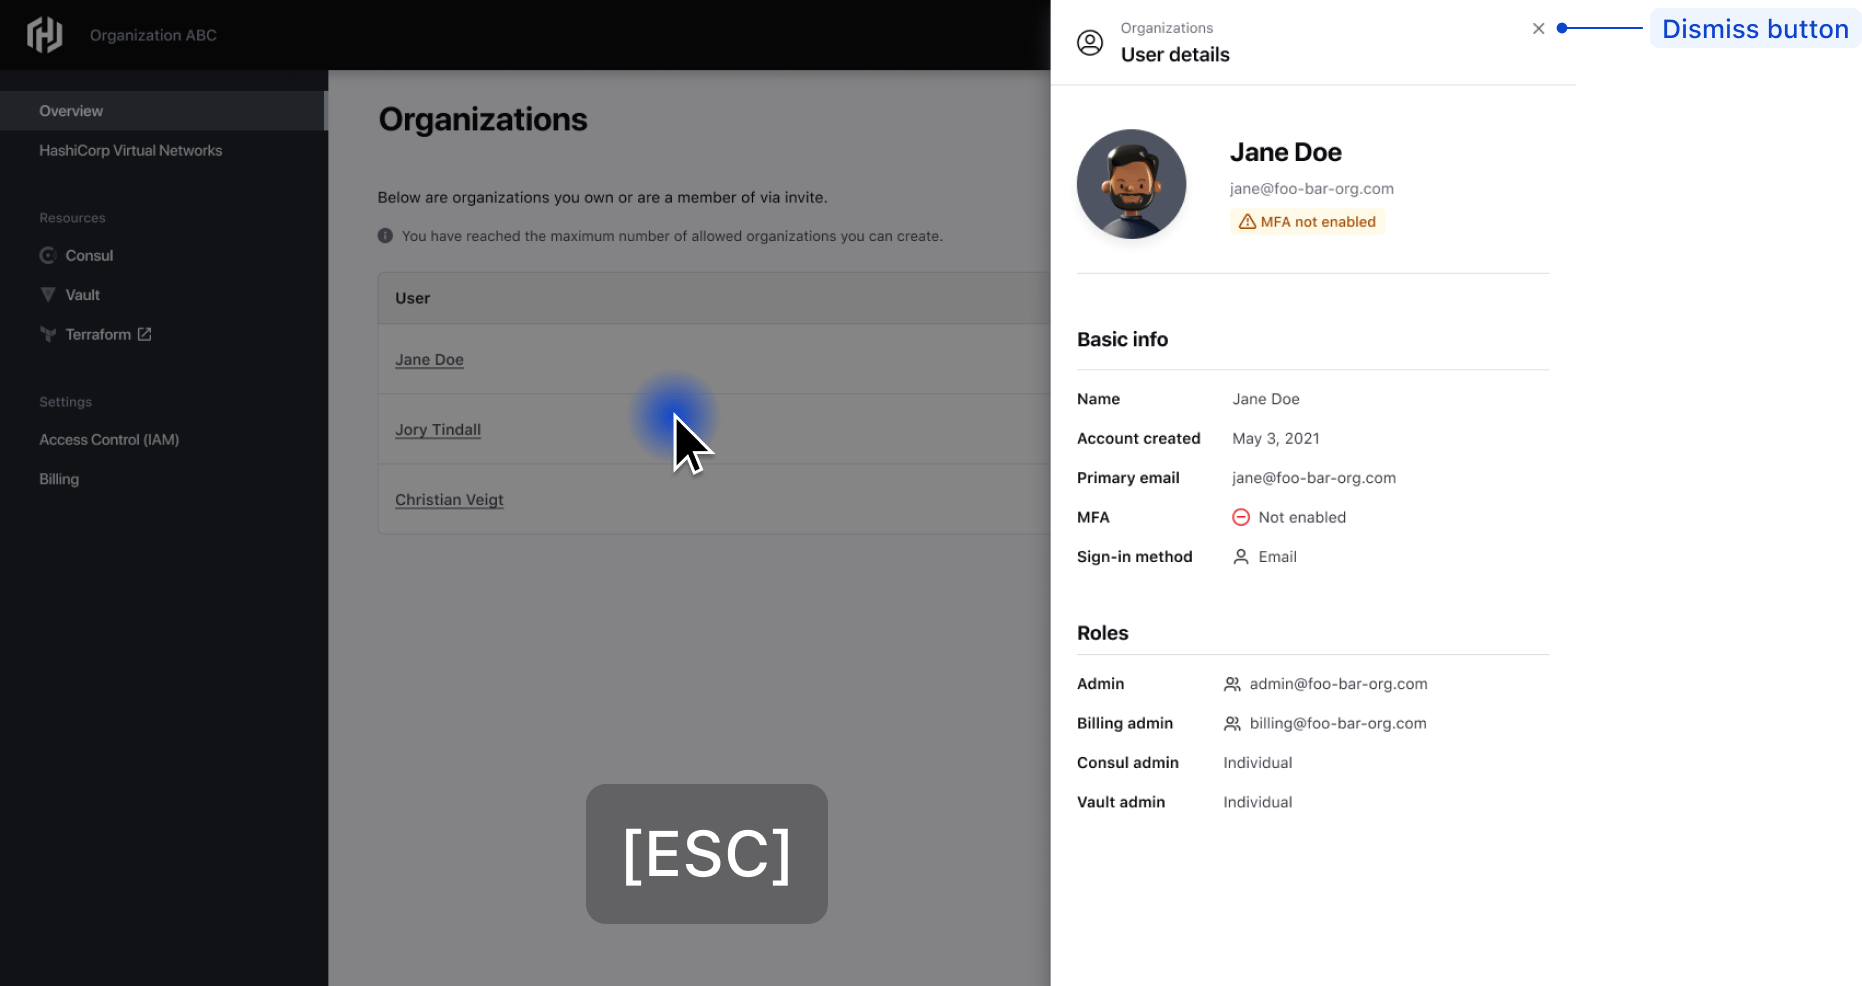 Organization ABC
Overview
HashiCorp Virtual Networks
Resources
Consul
Vault
Terraform
Settings
Access Control (IAM)
Billing
Organizations
Below are organizations you own or are a member of via invite.
You have reached the maximum number of allowed organizations you can create.
User
Jane Doe
Jory Tindall
Christian Veigt
[ESC]
Organizations
User details
Dismiss button
Jane Doe
jane@foo-bar-org.com
MFA not enabled
Basic info
Name Jane Doe
Account created May 3, 2021
Primary email jane@foo-bar-org.com
MFA Not enabled
Sign-in method Email
Roles
Admin admin@foo-bar-org.com
Billing admin billing@foo-bar-org.com
Consul admin Individual
Vault admin Individual